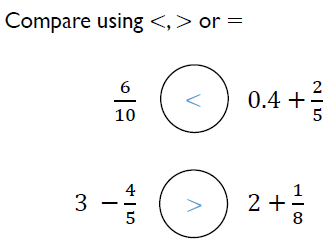 Compare using <, > or =
6/10 < 0.4 + 2/5
3 − 4/5 > 2 + 1/8